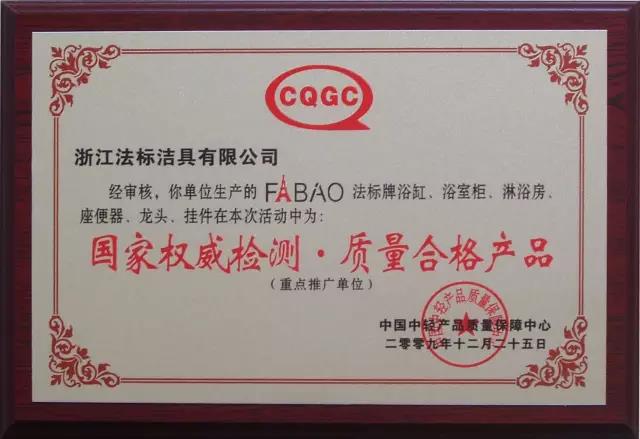 CQGC
浙江法标洁具有限公司
经审核，你单位生产的 FABAO 法标牌浴缸、浴室柜、淋浴房、
座便器、龙头、挂件在本次活动中为：
国家权威检测·质量合格产品
（重点推广单位）
中国中轻产品质量保障中心
二零零九年十二月二十五日